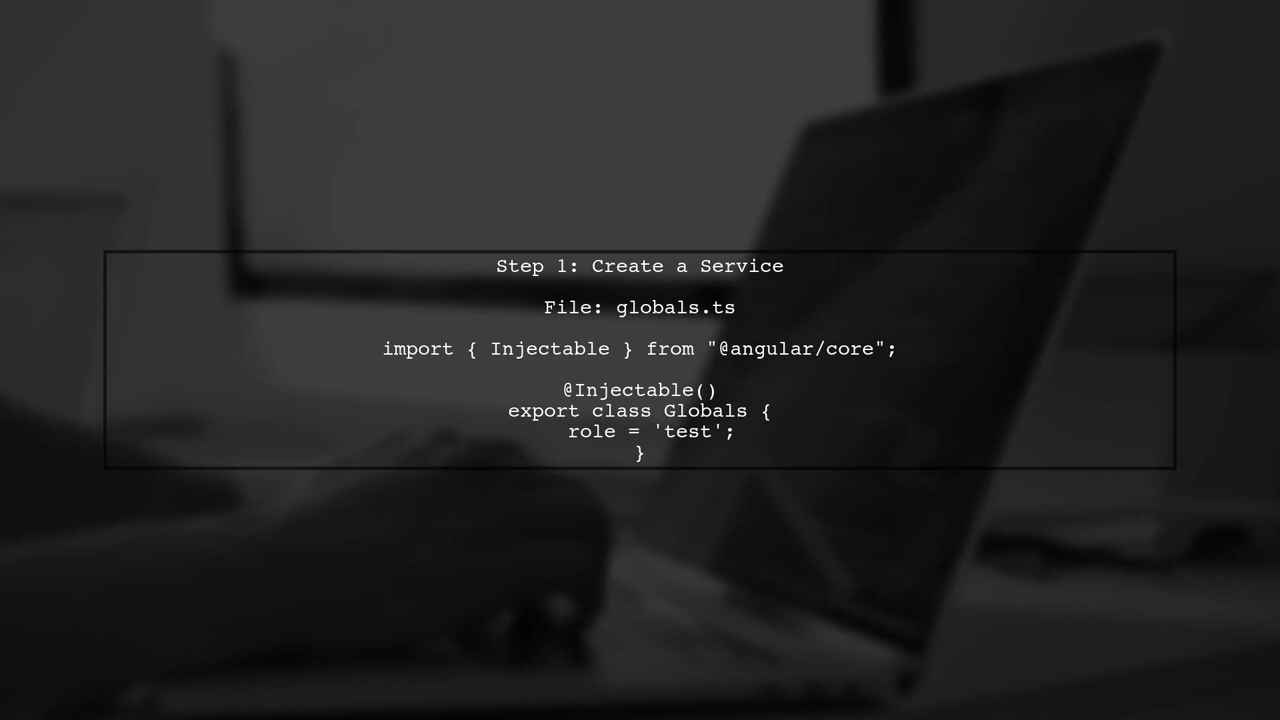 Step 1: Create a Service
File: globals.ts
import { Injectable } from "@angular/core";
@Injectable()
export class Globals {
role = 'test';
}